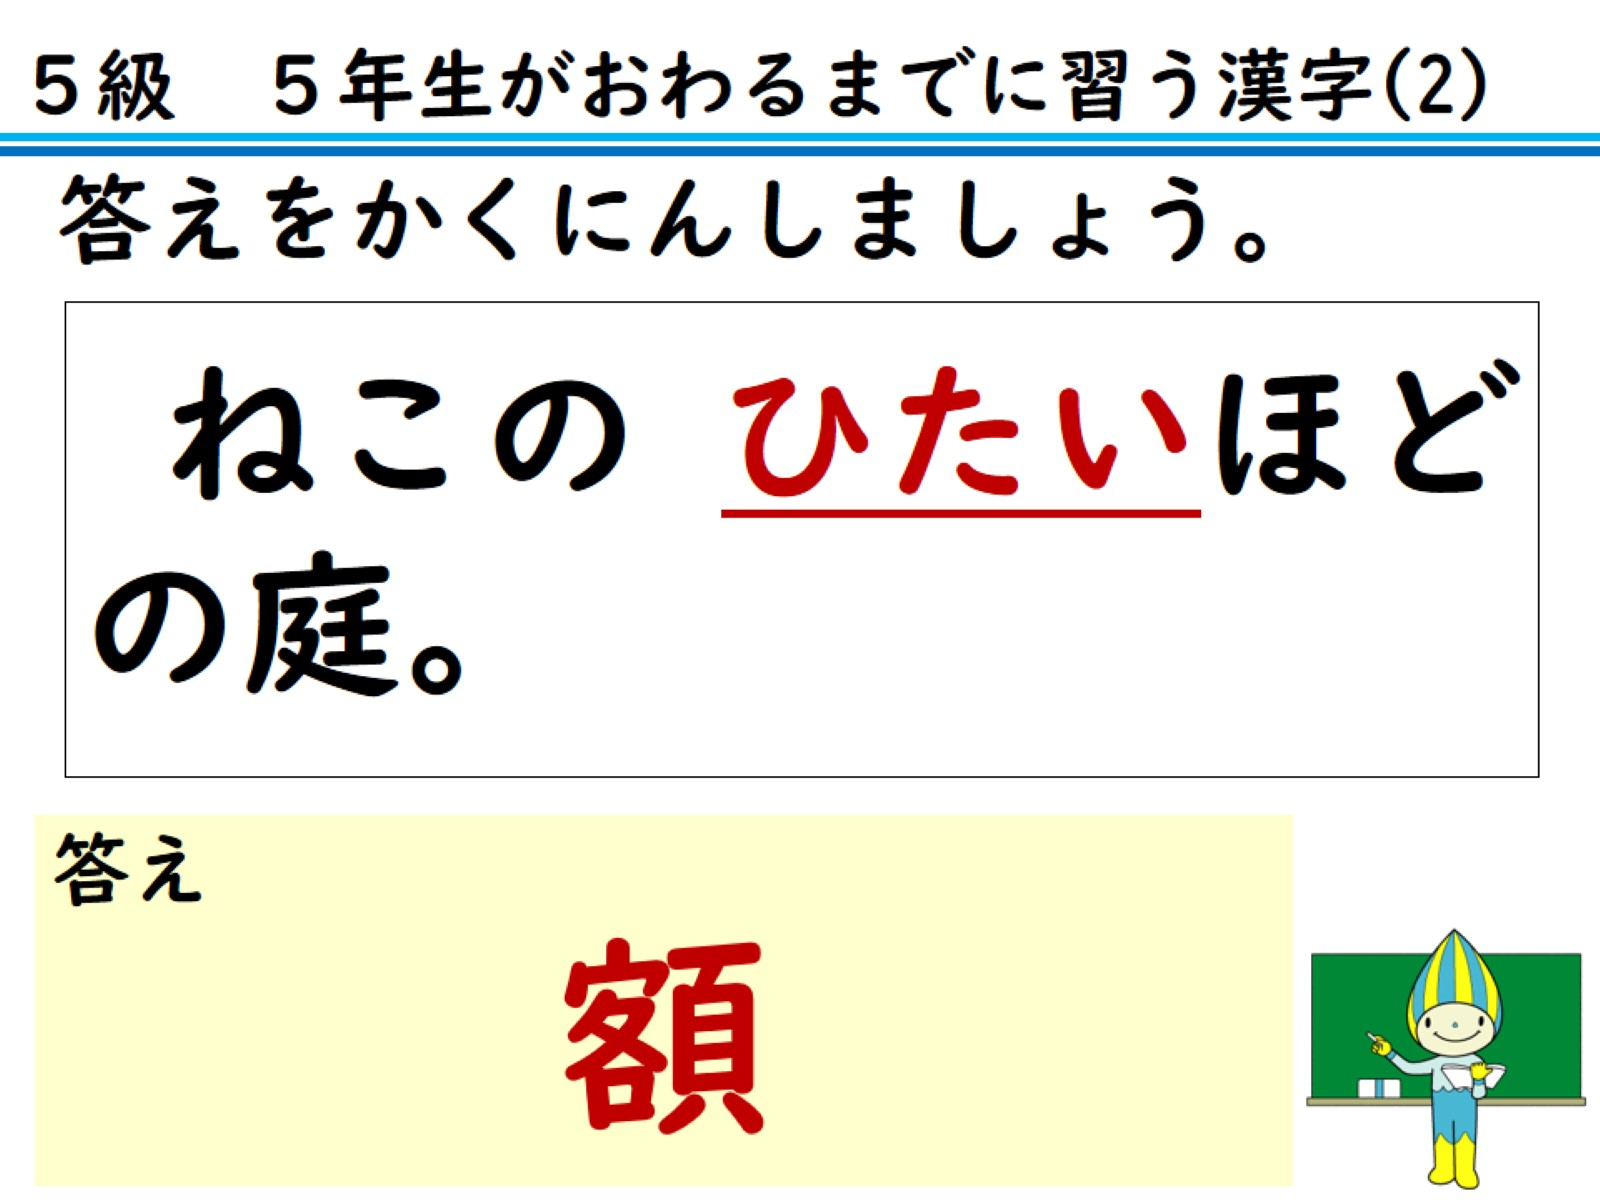 ５級　５年生がおわるまでに習う漢字(2)
答えをかくにんしましょう。
ねこの ひたいほど
の庭。
答え
額